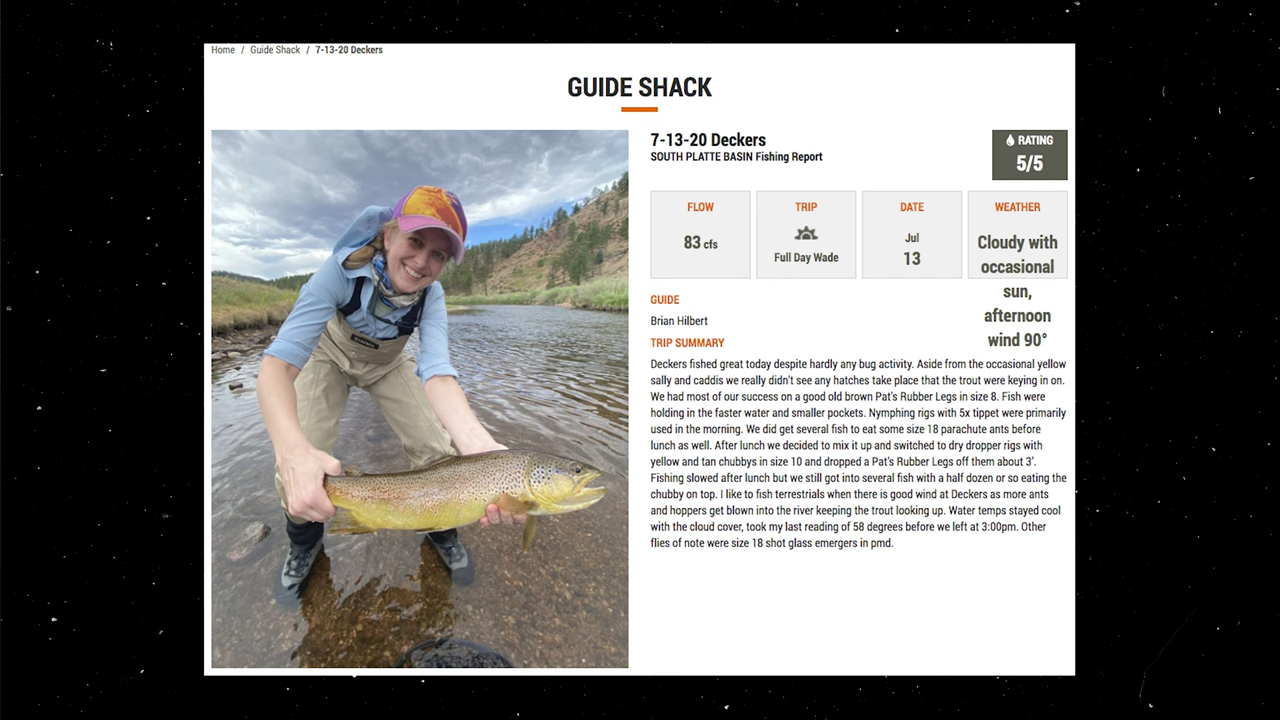 Home / Guide Shack / 7-13-20 Deckers
GUIDE SHACK
7-13-20 Deckers
SOUTH PLATTE BASIN Fishing Report
RATING
5/5
FLOW
83 cfs
TRIP
Full Day Wade
DATE
Jul
13
WEATHER
Cloudy with
occasional
sun,
afternoon
wind 90°
GUIDE
Brian Hilbert
TRIP SUMMARY
Deckers fished great today despite hardly any bug activity. Aside from the occasional yellow
sally and caddis we really didn't see any hatches take place that the trout were keying in on.
We had most of our success on a good old brown Pat's Rubber Legs in size 8. Fish were
holding in the faster water and smaller pockets. Nymphing rigs with 5x tippet were primarily
used in the morning. We did get several fish to eat some size 18 parachute ants before
lunch as well. After lunch we decided to mix it up and switched to dry dropper rigs with
yellow and tan chubbys in size 10 and dropped a Pat's Rubber Legs off them about 3'.
Fishing slowed after lunch but we still got into several fish with a half dozen or so eating the
chubby on top. I like to fish terrestrials when there is good wind at Deckers as more ants
and hoppers get blown into the river keeping the trout looking up. Water temps stayed cool
with the cloud cover, took my last reading of 58 degrees before we left at 3:00pm. Other
flies of note were size 18 shot glass emergers in pmd.